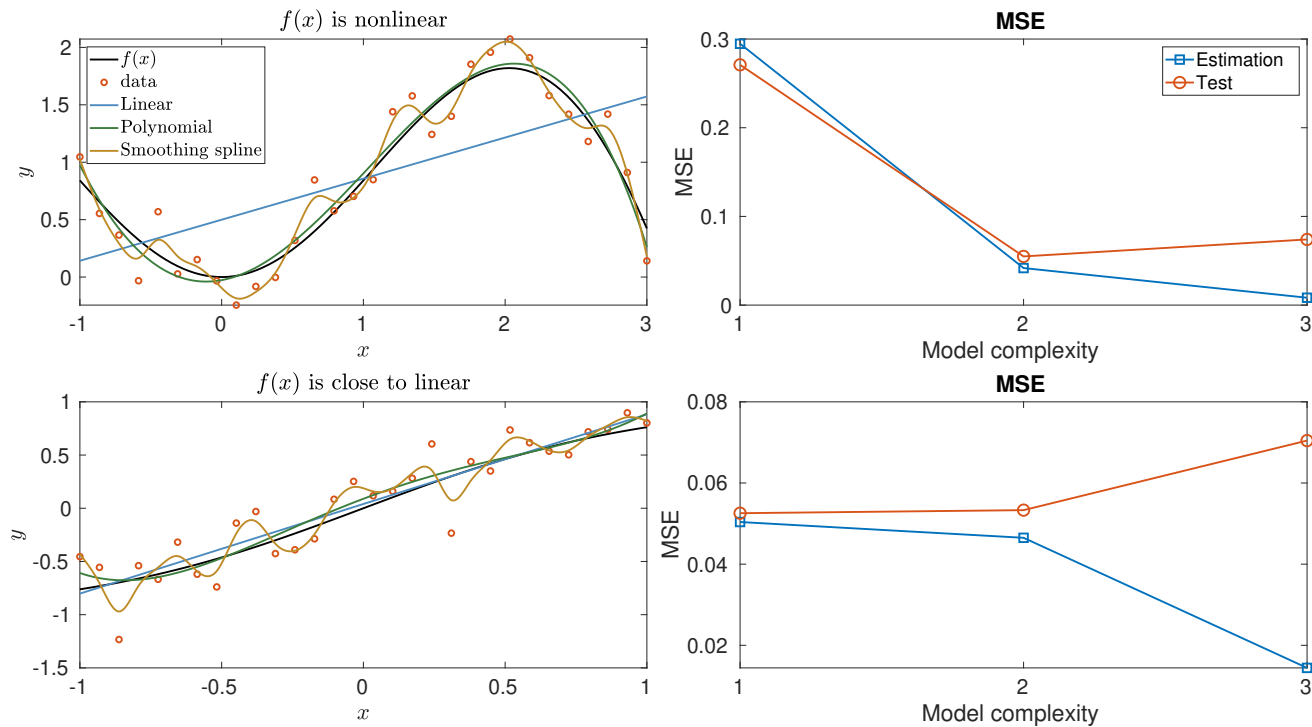 f(x) is nonlinear
2
1.5
1
0.5
0
-1
0
1
2
3
y
x
f(x)
data
Linear
Polynomial
Smoothing spline
MSE
0.3
0.2
0.1
0
1
2
3
MSE
Model complexity
Estimation
Test
f(x) is close to linear
1
0.5
0
-0.5
-1
-1.5
-1
-0.5
0
0.5
1
y
x
MSE
0.08
0.06
0.04
0.02
1
2
3
MSE
Model complexity